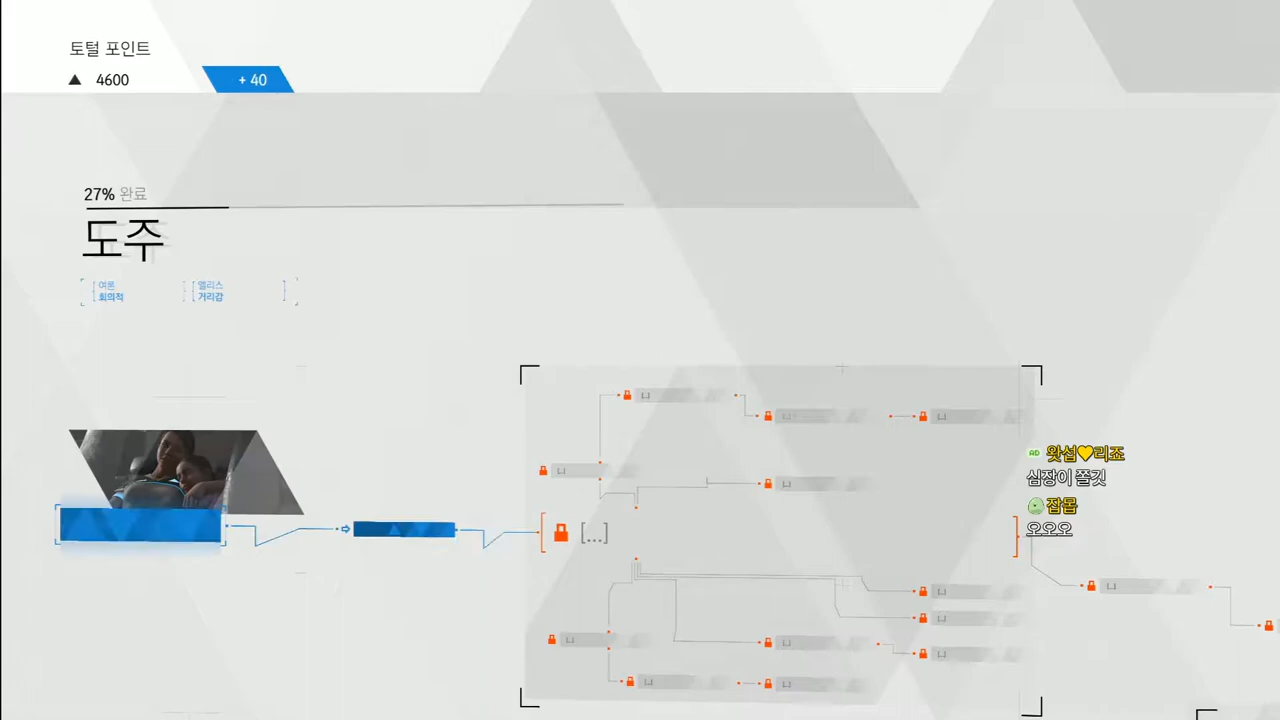 토털 포인트
4600
+ 40
27% 완료
도주
여론
회의적
앨리스
거리감
[...]
AD 왓섭💛리죠
심장이 쫄깃
잡몹
오오오